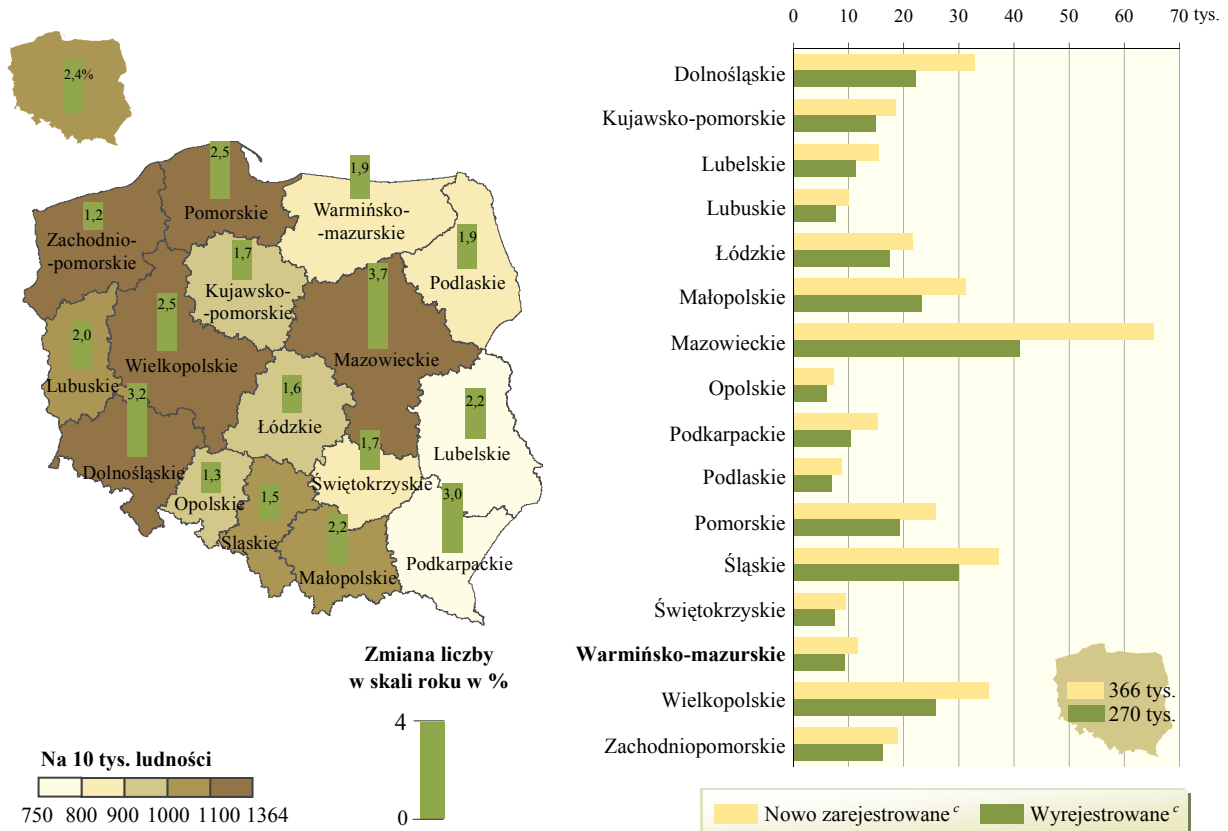 2,4%
2,5
Pomorskie
1,9
Warmińsko-
-mazurskie
1,2
Zachodnio-
-pomorskie
1,7
Kujawsko-
-pomorskie
1,9
Podlaskie
3,7
Mazowieckie
2,5
Wielkopolskie
2,0
Lubuskie
3,2
Dolnośląskie
1,6
Łódzkie
2,2
Lubelskie
1,3
Opolskie
1,5
Śląskie
1,7
Świętokrzyskie
2,2
Małopolskie
3,0
Podkarpackie
Zmiana liczby
w skali roku w %
4
0
Na 10 tys. ludności
750 800 900 1000 1100 1364
0 10 20 30 40 50 60 70 tys.
Dolnośląskie
Kujawsko-pomorskie
Lubelskie
Lubuskie
Łódzkie
Małopolskie
Mazowieckie
Opolskie
Podkarpackie
Podlaskie
Pomorskie
Śląskie
Świętokrzyskie
Warmińsko-mazurskie
Wielkopolskie
Zachodniopomorskie
366 tys.
270 tys.
Nowo zarejestrowane c Wyrejestrowane c